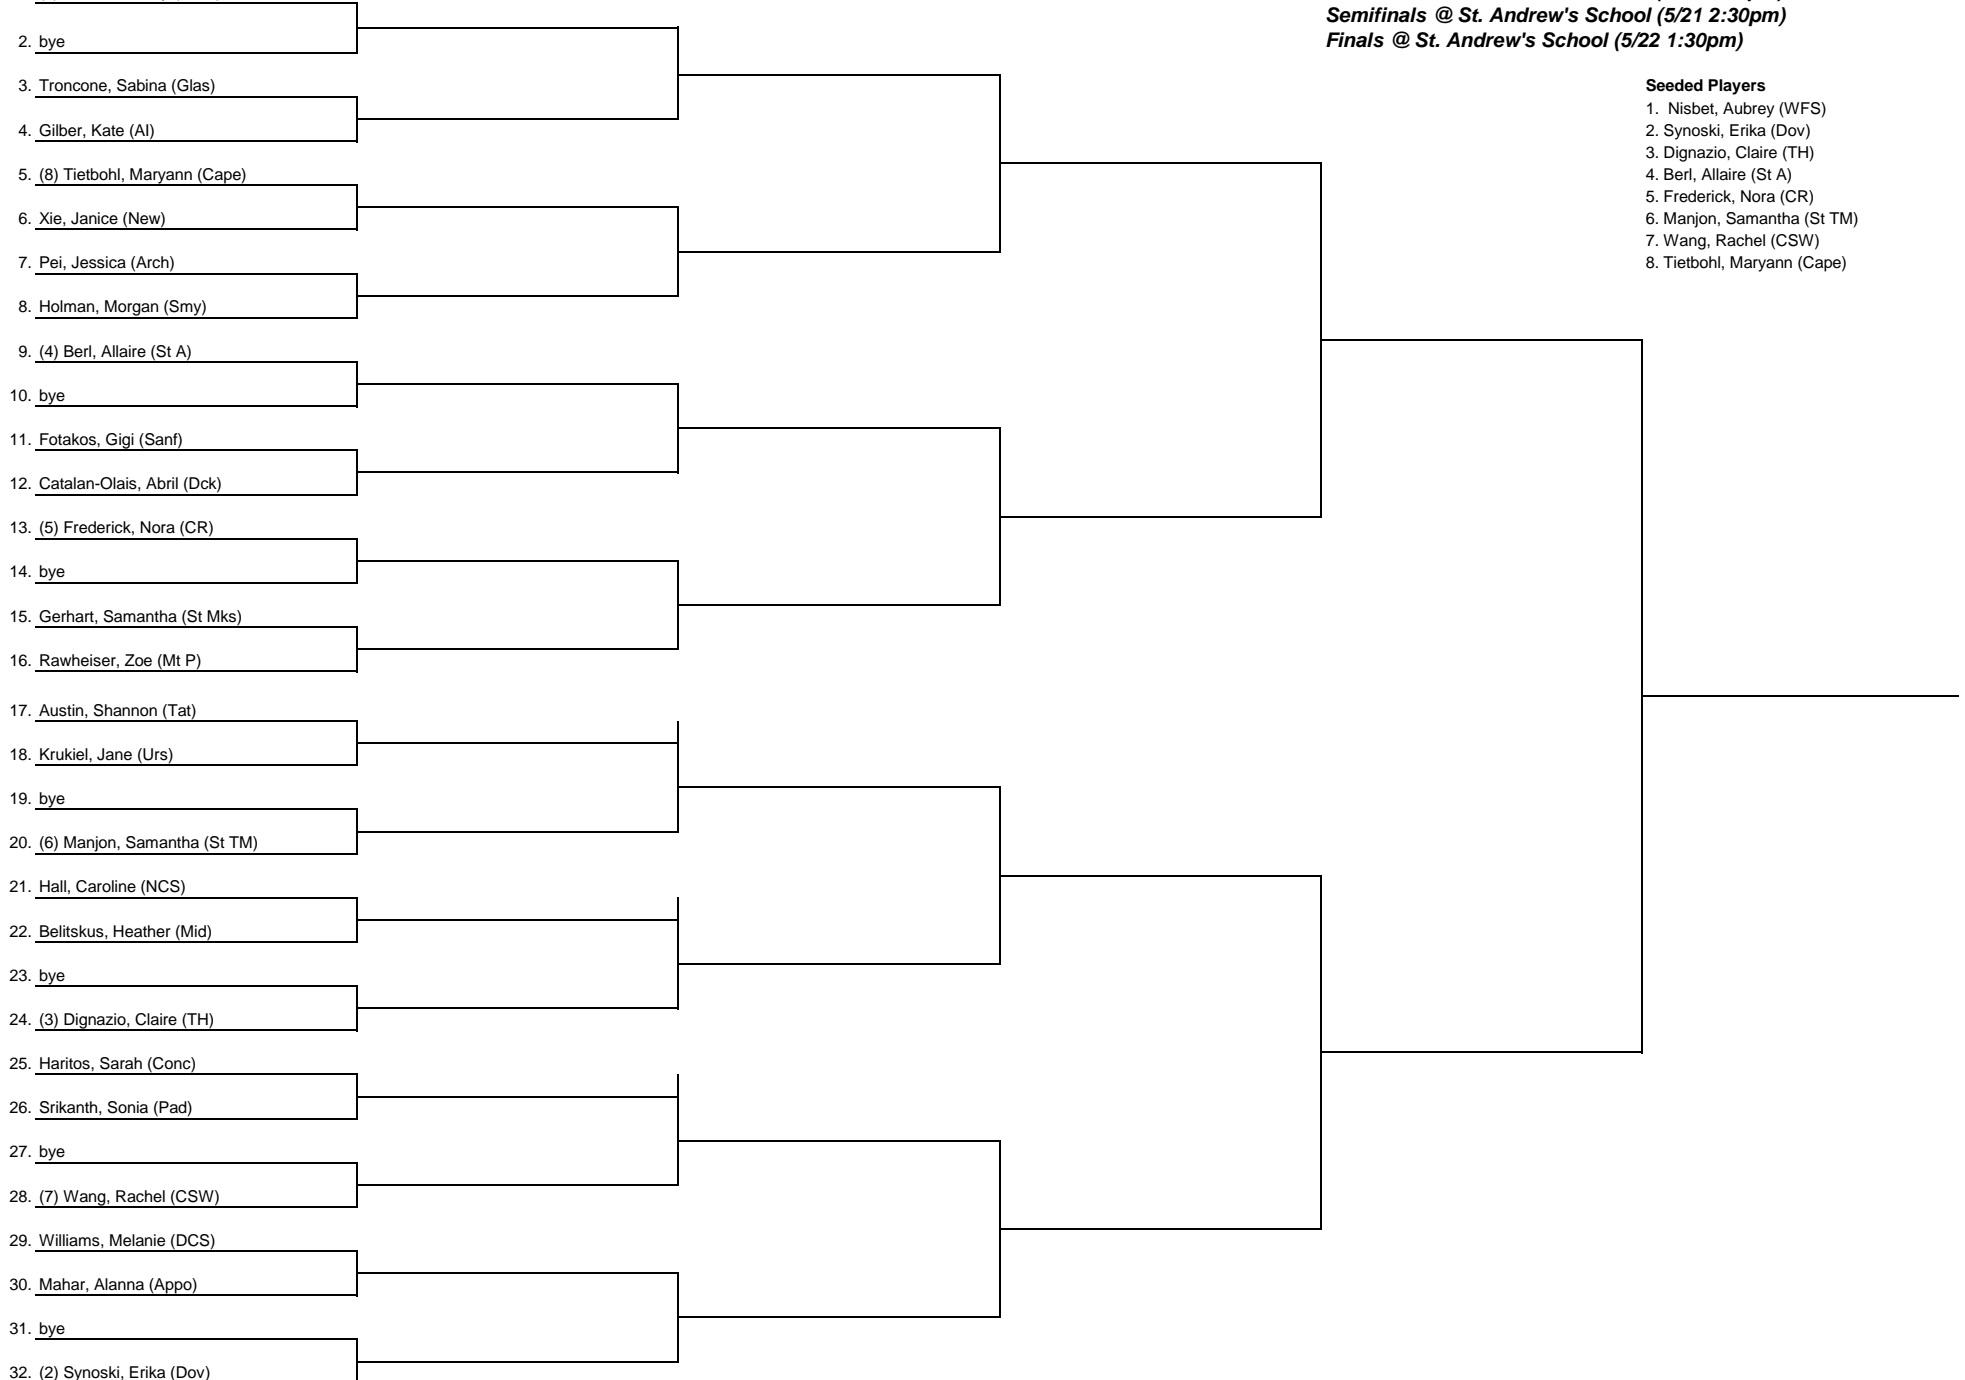 Semifinals @ St. Andrew's School (5/21 2:30pm)
Finals @ St. Andrew's School (5/22 1:30pm)
Seeded Players
1. Nisbet, Aubrey (WFS)
2. Synoski, Erika (Dov)
3. Dignazio, Claire (TH)
4. Berl, Allaire (St A)
5. Frederick, Nora (CR)
6. Manjon, Samantha (St TM)
7. Wang, Rachel (CSW)
8. Tietbohl, Maryann (Cape)
2. bye
3. Troncone, Sabina (Glas)
4. Gilber, Kate (AI)
5. (8) Tietbohl, Maryann (Cape)
6. Xie, Janice (New)
7. Pei, Jessica (Arch)
8. Holman, Morgan (Smy)
9. (4) Berl, Allaire (St A)
10. bye
11. Fotakos, Gigi (Sanf)
12. Catalan-Olais, Abril (Dck)
13. (5) Frederick, Nora (CR)
14. bye
15. Gerhart, Samantha (St Mks)
16. Rawheiser, Zoe (Mt P)
17. Austin, Shannon (Tat)
18. Krukiel, Jane (Urs)
19. bye
20. (6) Manjon, Samantha (St TM)
21. Hall, Caroline (NCS)
22. Belitskus, Heather (Mid)
23. bye
24. (3) Dignazio, Claire (TH)
25. Haritos, Sarah (Conc)
26. Srikanth, Sonia (Pad)
27. bye
28. (7) Wang, Rachel (CSW)
29. Williams, Melanie (DCS)
30. Mahar, Alanna (Appo)
31. bye
32. (2) Synoski, Erika (Dov)